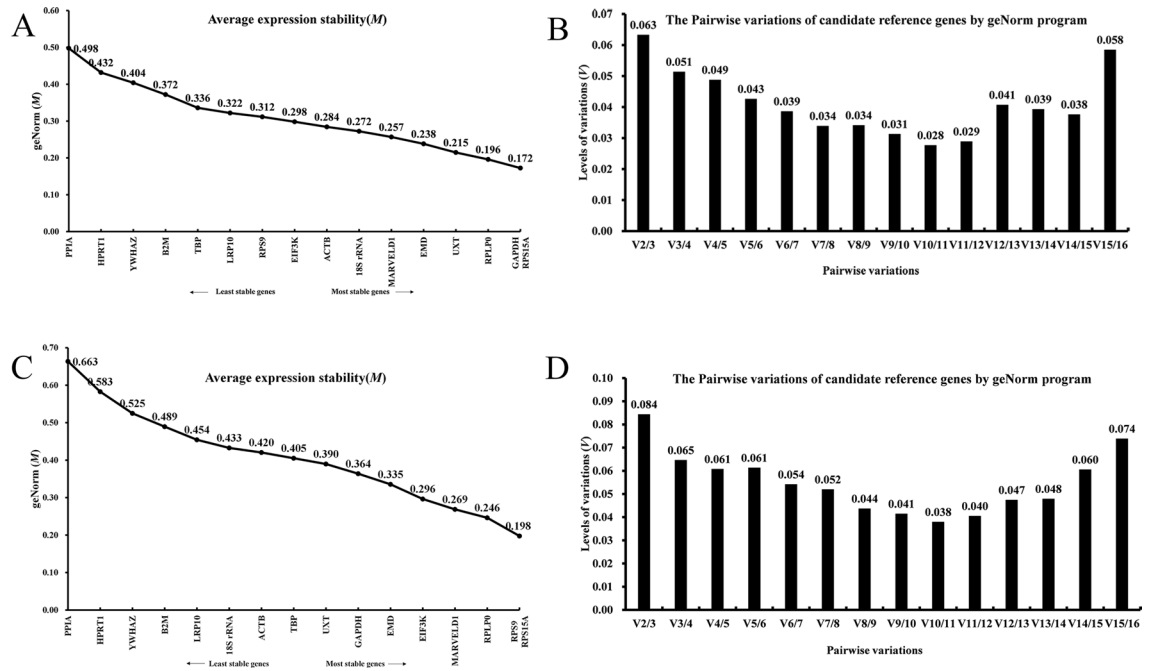 A
Average expression stability(M)
geNorm (M)
0.60
0.50
0.40
0.30
0.20
0.10
0.00
0.498
0.432
0.404
0.372
0.336
0.322
0.312
0.298
0.284
0.272
0.257
0.238
0.215
0.196
0.172
PPIA
HPRT1
YWHAZ
B2M
TBP
LRP10
RPS9
EIF3K
ACTB
18S rRNA
MARVELD1
EMD
UXT
RPLP0
GAPDH
RPS15A
← Least stable genes
Most stable genes →
B
The Pairwise variations of candidate reference genes by geNorm program
Levels of variations (V)
0.07
0.06
0.05
0.04
0.03
0.02
0.01
0.00
0.063
0.051
0.049
0.043
0.039
0.034
0.034
0.031
0.028
0.029
0.041
0.039
0.038
0.058
V2/3 V3/4 V4/5 V5/6 V6/7 V7/8 V8/9 V9/10 V10/11 V11/12 V12/13 V13/14 V14/15 V15/16
Pairwise variations
C
Average expression stability(M)
geNorm (M)
0.70
0.60
0.50
0.40
0.30
0.20
0.10
0.00
0.663
0.583
0.525
0.489
0.454
0.433
0.420
0.405
0.390
0.364
0.335
0.296
0.269
0.246
0.198
PPIA
HPRT1
YWHAZ
B2M
LRP10
18S rRNA
ACTB
TBP
UXT
GAPDH
EMD
EIF3K
MARVELD1
RPLP0
RPS9
RPS15A
← Least stable genes
Most stable genes →
D
The Pairwise variations of candidate reference genes by geNorm program
Levels of variations (V)
0.10
0.09
0.08
0.07
0.06
0.05
0.04
0.03
0.02
0.01
0.00
0.084
0.065
0.061
0.061
0.054
0.052
0.044
0.041
0.038
0.040
0.047
0.048
0.060
0.074
V2/3 V3/4 V4/5 V5/6 V6/7 V7/8 V8/9 V9/10 V10/11 V11/12 V12/13 V13/14 V14/15 V15/16
Pairwise variations